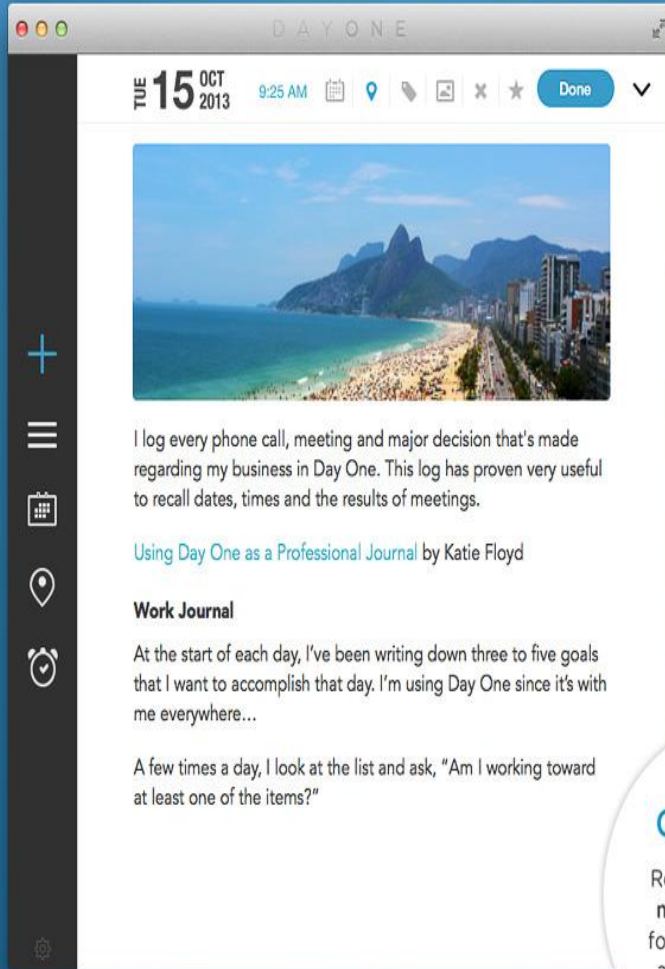 DAYONE
TUE 15 OCT 2013 9:25 AM Done
I log every phone call, meeting and major decision that's made
regarding my business in Day One. This log has proven very useful
to recall dates, times and the results of meetings.
Using Day One as a Professional Journal by Katie Floyd
Work Journal
At the start of each day, I've been writing down three to five goals
that I want to accomplish that day. I'm using Day One since it's with
me everywhere...
A few times a day, I look at the list and ask, “Am I working toward
at least one of the items?”